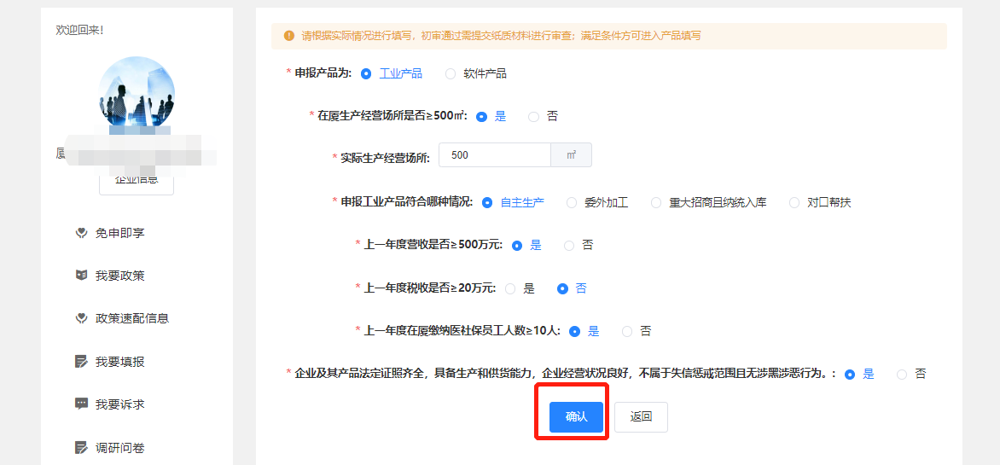 欢迎回来！
厦
企业信息
免申即享
我要政策
政策速配信息
我要填报
我要诉求
调研问卷
请根据实际情况进行填写，初审通过需提交纸质材料进行审查；满足条件方可进入产品填写
* 申报产品为: 工业产品 软件产品
* 在厦生产经营场所是否≥500㎡: 是 否
* 实际生产经营场所: 500 ㎡
* 申报工业产品符合哪种情况: 自主生产 委外加工 重大招商且纳统入库 对口帮扶
* 上一年度营收是否≥500万元: 是 否
* 上一年度税收是否≥20万元: 是 否
* 上一年度在厦缴纳医社保员工人数≥10人: 是 否
* 企业及其产品法定证照齐全，具备生产和供货能力，企业经营状况良好，不属于失信惩戒范围且无涉黑涉恶行为。: 是 否
确认 返回